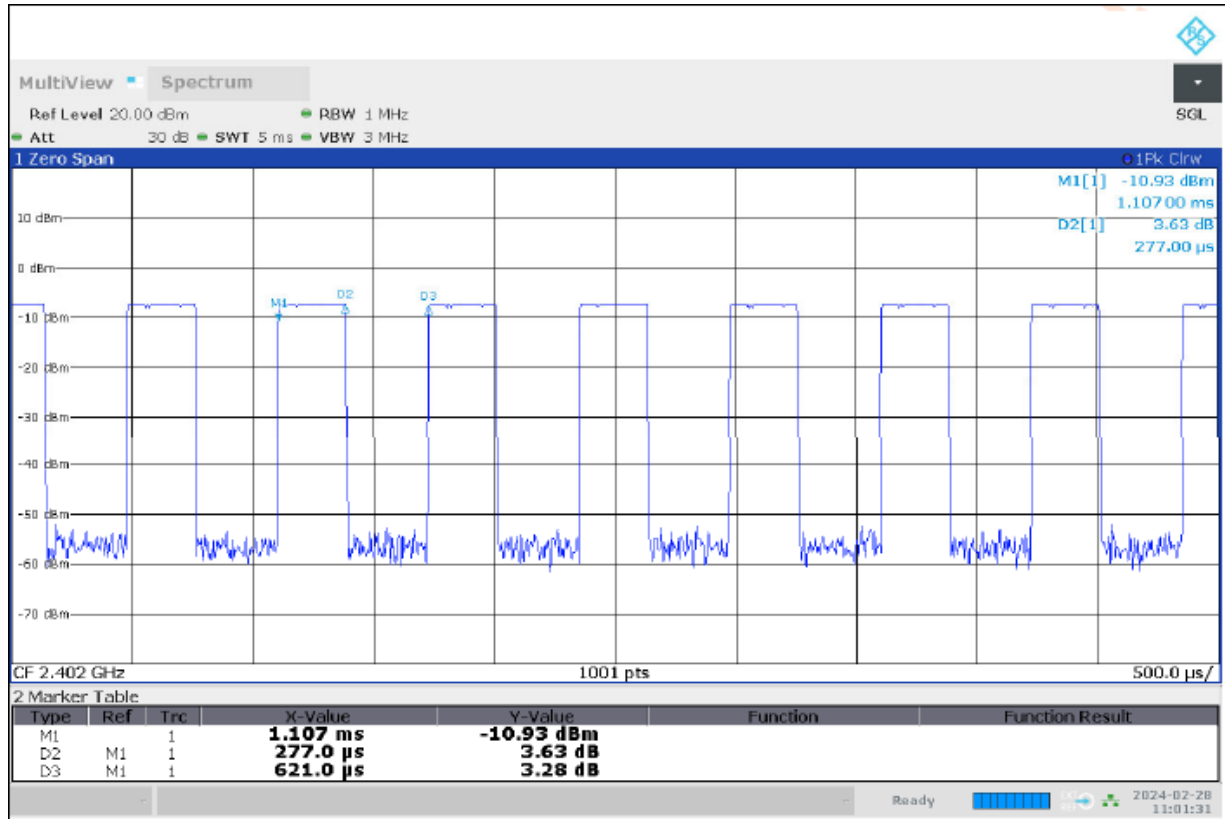 R&S
MultiView Spectrum
Ref Level 20.00 dBm RBW 1 MHz SGL
Att 30 dB SWT 5 ms VBW 3 MHz
1 Zero Span 1Pk Clrw
M1[1] -10.93 dBm
1.10700 ms
10 dBm
D2[1] 3.63 dB
277.00 µs
0 dBm
M1 D2 D3
-10 dBm
-20 dBm
-30 dBm
-40 dBm
-50 dBm
-60 dBm
-70 dBm
CF 2.402 GHz 1001 pts 500.0 µs/
2 Marker Table
Type Ref Trc X-Value Y-Value Function Function Result
M1 1 1.107 ms -10.93 dBm
D2 M1 1 277.0 µs 3.63 dB
D3 M1 1 621.0 µs 3.28 dB
Ready 2024-02-28
11:01:31